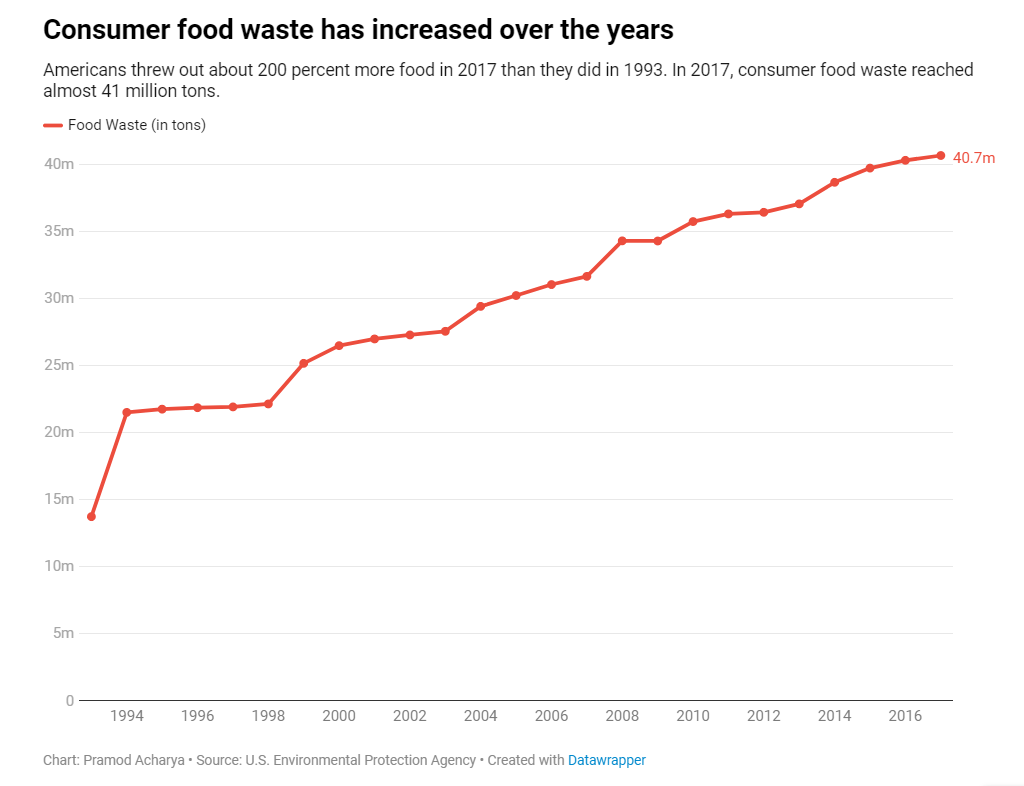 Consumer food waste has increased over the years
Americans threw out about 200 percent more food in 2017 than they did in 1993. In 2017, consumer food waste reached
almost 41 million tons.
Food Waste (in tons)
40m
40.7m
35m
30m
25m
20m
15m
10m
5m
0
1994 1996 1998 2000 2002 2004 2006 2008 2010 2012 2014 2016
Chart: Pramod Acharya • Source: U.S. Environmental Protection Agency • Created with Datawrapper